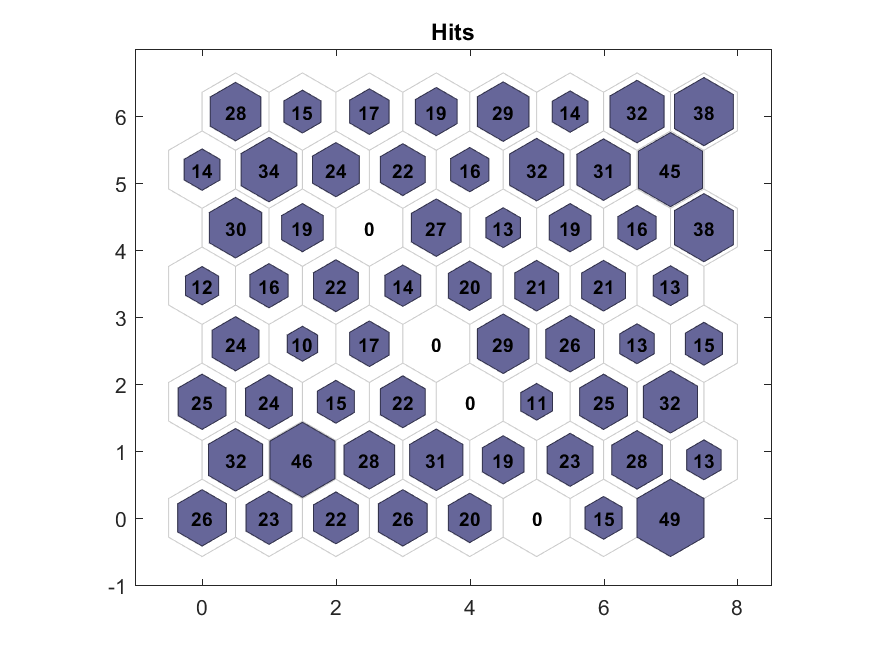 Hits
6
28 15 17 19 29 14 32 38
14 34 24 22 16 32 31 45
5
30 19 0 27 13 19 16 38
4
12 16 22 14 20 21 21 13
3
24 10 17 0 29 26 13 15
25 24 15 22 0 11 25 32
2
32 46 28 31 19 23 28 13
1
26 23 22 26 20 0 15 49
0
-1
0 2 4 6 8